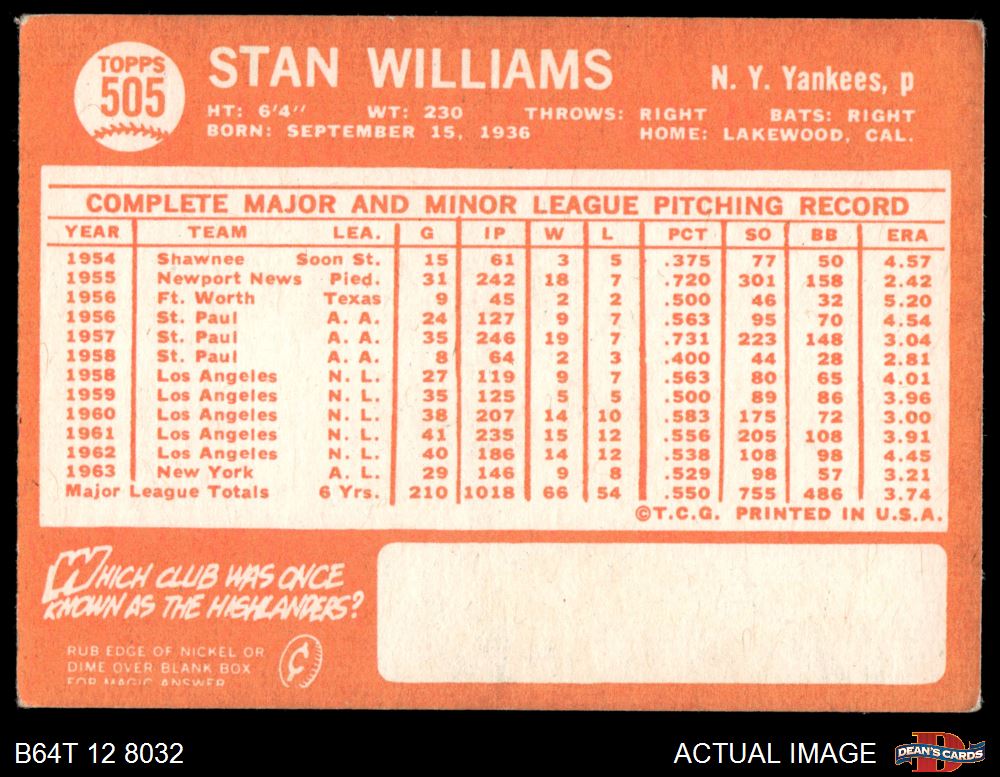 TOPPS
505
STAN WILLIAMS
N. Y. Yankees, p
HT: 6'4" WT: 230 THROWS: RIGHT BATS: RIGHT
BORN: SEPTEMBER 15, 1936 HOME: LAKEWOOD, CAL.
COMPLETE MAJOR AND MINOR LEAGUE PITCHING RECORD
YEAR TEAM LEA. G IP W L PCT SO BB ERA
1954 Shawnee Soon St. 15 61 3 5 .375 77 50 4.57
1955 Newport News Pied. 31 242 18 7 .720 301 158 2.42
1956 Ft. Worth Texas 9 45 2 2 .500 46 32 5.20
1956 St. Paul A. A. 24 127 9 7 .563 95 70 4.54
1957 St. Paul A. A. 35 246 19 7 .731 223 148 3.04
1958 St. Paul A. A. 8 64 2 3 .400 44 28 2.81
1958 Los Angeles N. L. 27 119 9 7 .563 80 65 4.01
1959 Los Angeles N. L. 35 125 5 5 .500 89 86 3.96
1960 Los Angeles N. L. 38 207 14 10 .583 175 72 3.00
1961 Los Angeles N. L. 41 235 15 12 .556 205 108 3.91
1962 Los Angeles N. L. 40 186 14 12 .538 108 98 4.45
1963 New York A. L. 29 146 9 8 .529 98 57 3.21
Major League Totals 6 Yrs. 210 1018 66 54 .550 755 486 3.74
©T.C.G. PRINTED IN U.S.A.
WHICH CLUB WAS ONCE
KNOWN AS THE HIGHLANDERS?
RUB EDGE OF NICKEL OR
DIME OVER BLANK BOX
FOR MAGIC ANSWER
B64T 12 8032
ACTUAL IMAGE
DEAN'S CARDS